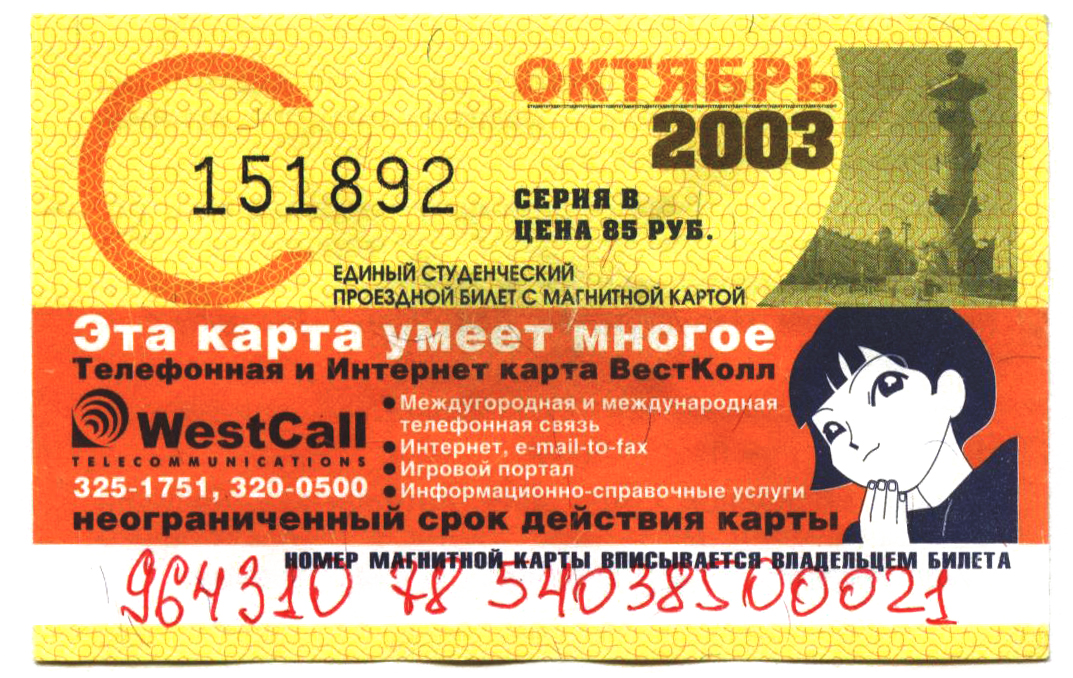 ОКТЯБРЬ
2003
С
151892
СЕРИЯ В
ЦЕНА 85 РУБ.
ЕДИНЫЙ СТУДЕНЧЕСКИЙ
ПРОЕЗДНОЙ БИЛЕТ С МАГНИТНОЙ КАРТОЙ
Эта карта умеет многое
Телефонная и Интернет карта ВестКолл
WestCall
TELECOMMUNICATIONS
325-1751, 320-0500
● Междугородная и международная
телефонная связь
● Интернет, e-mail-to-fax
● Игровой портал
● Информационно-справочные услуги
неограниченный срок действия карты
НОМЕР МАГНИТНОЙ КАРТЫ ВПИСЫВАЕТСЯ ВЛАДЕЛЬЦЕМ БИЛЕТА
964310 78 54038500021